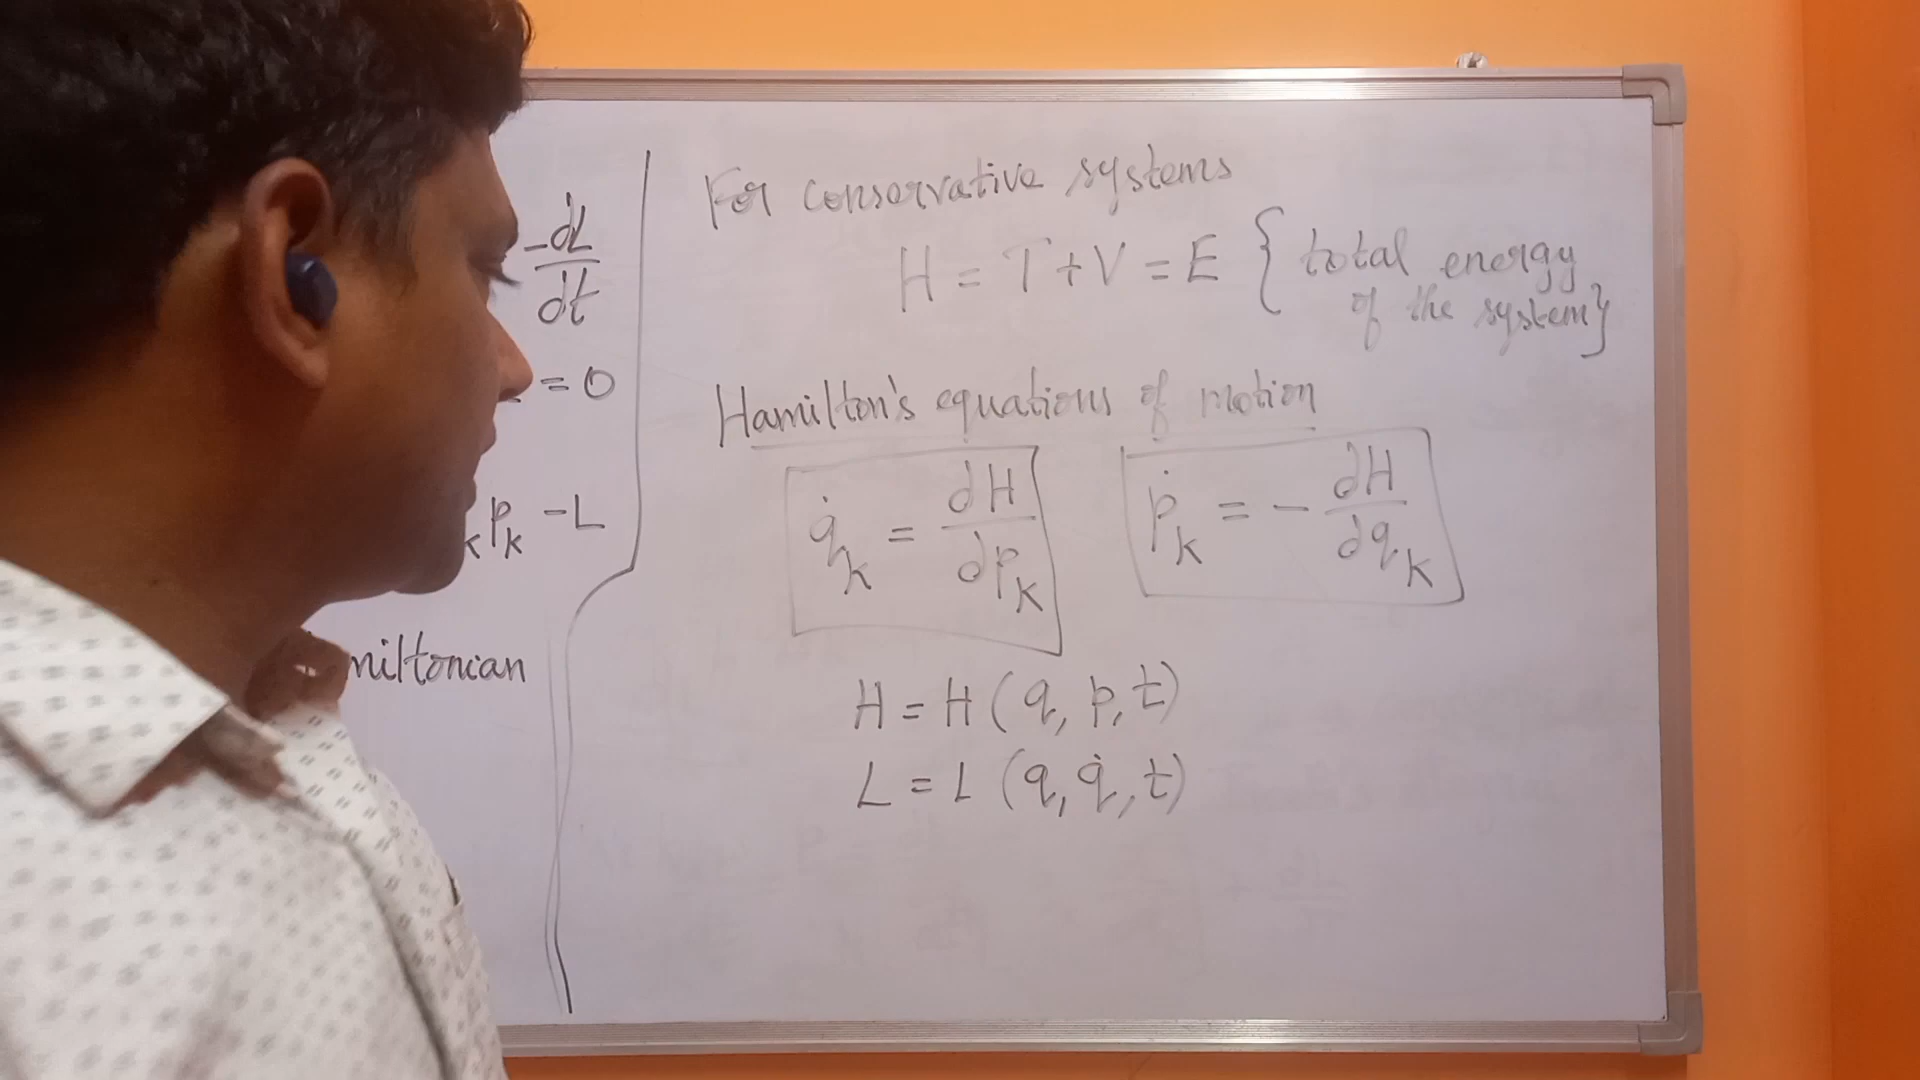 -dL/dt
= 0
k pk - L
miltonian
For conservative systems
H = T + V = E { total energy
of the system}
Hamilton's equations of motion
q̇k = ∂H/∂pk    ṗk = - ∂H/∂qk
H = H (q, p, t)
L = L (q, q̇, t)